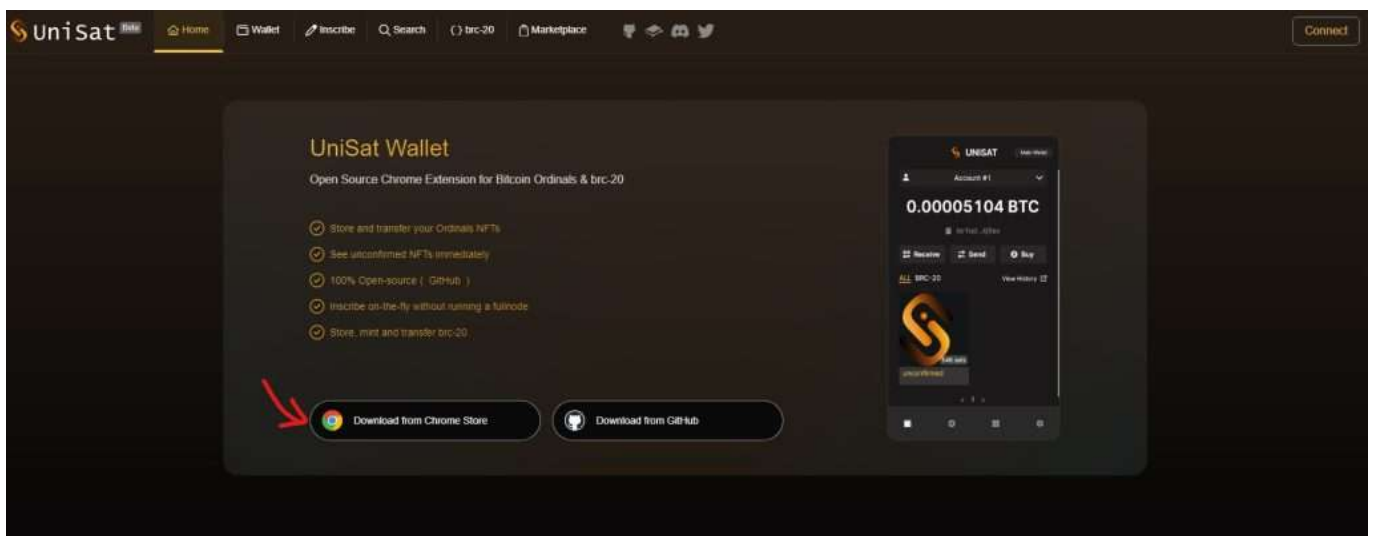 UniSat Beta
Home
Wallet
Inscribe
Search
brc-20
Marketplace
Connect
UniSat Wallet
Open Source Chrome Extension for Bitcoin Ordinals & brc-20
Store and transfer your Ordinals NFTs
See unconfirmed NFTs immediately
100% Open-source ( GitHub )
Inscribe on-the-fly without running a fullnode
Store, mint and transfer brc-20
Download from Chrome Store
Download from GitHub
UNISAT
Account #1
0.00005104 BTC
Receive
Send
Buy
ALL BRC-20
View History
546 sats
unconfirmed
1